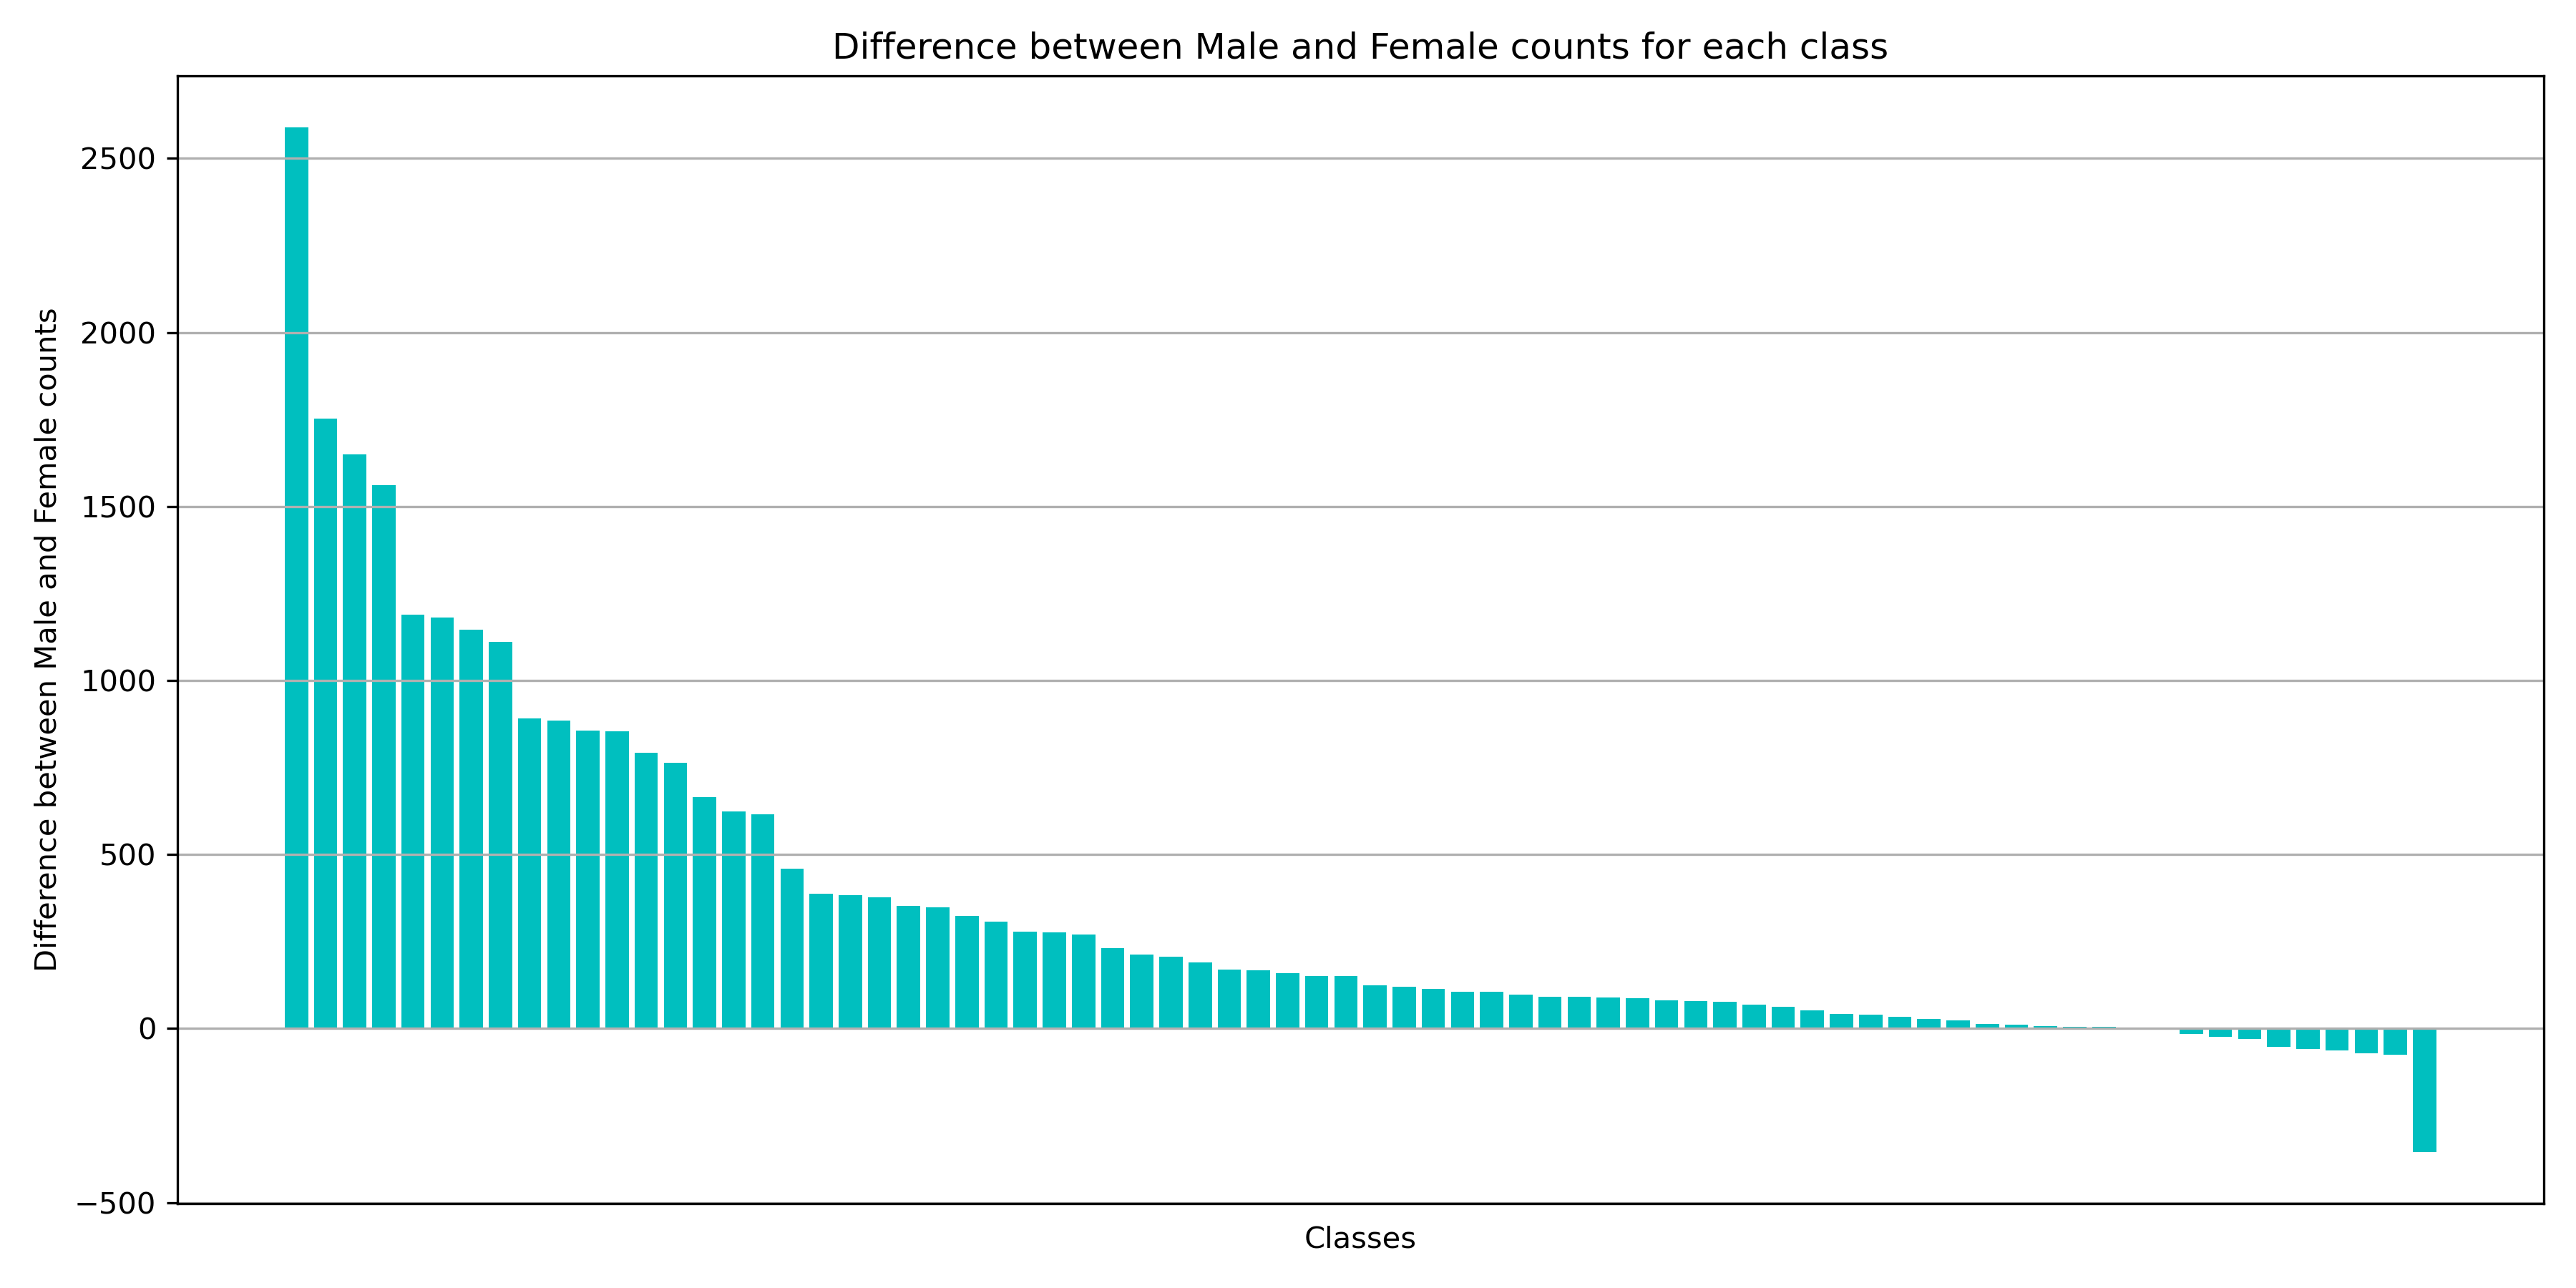 Difference between Male and Female counts for each class
Difference between Male and Female counts
2500
2000
1500
1000
500
0
−500
Classes